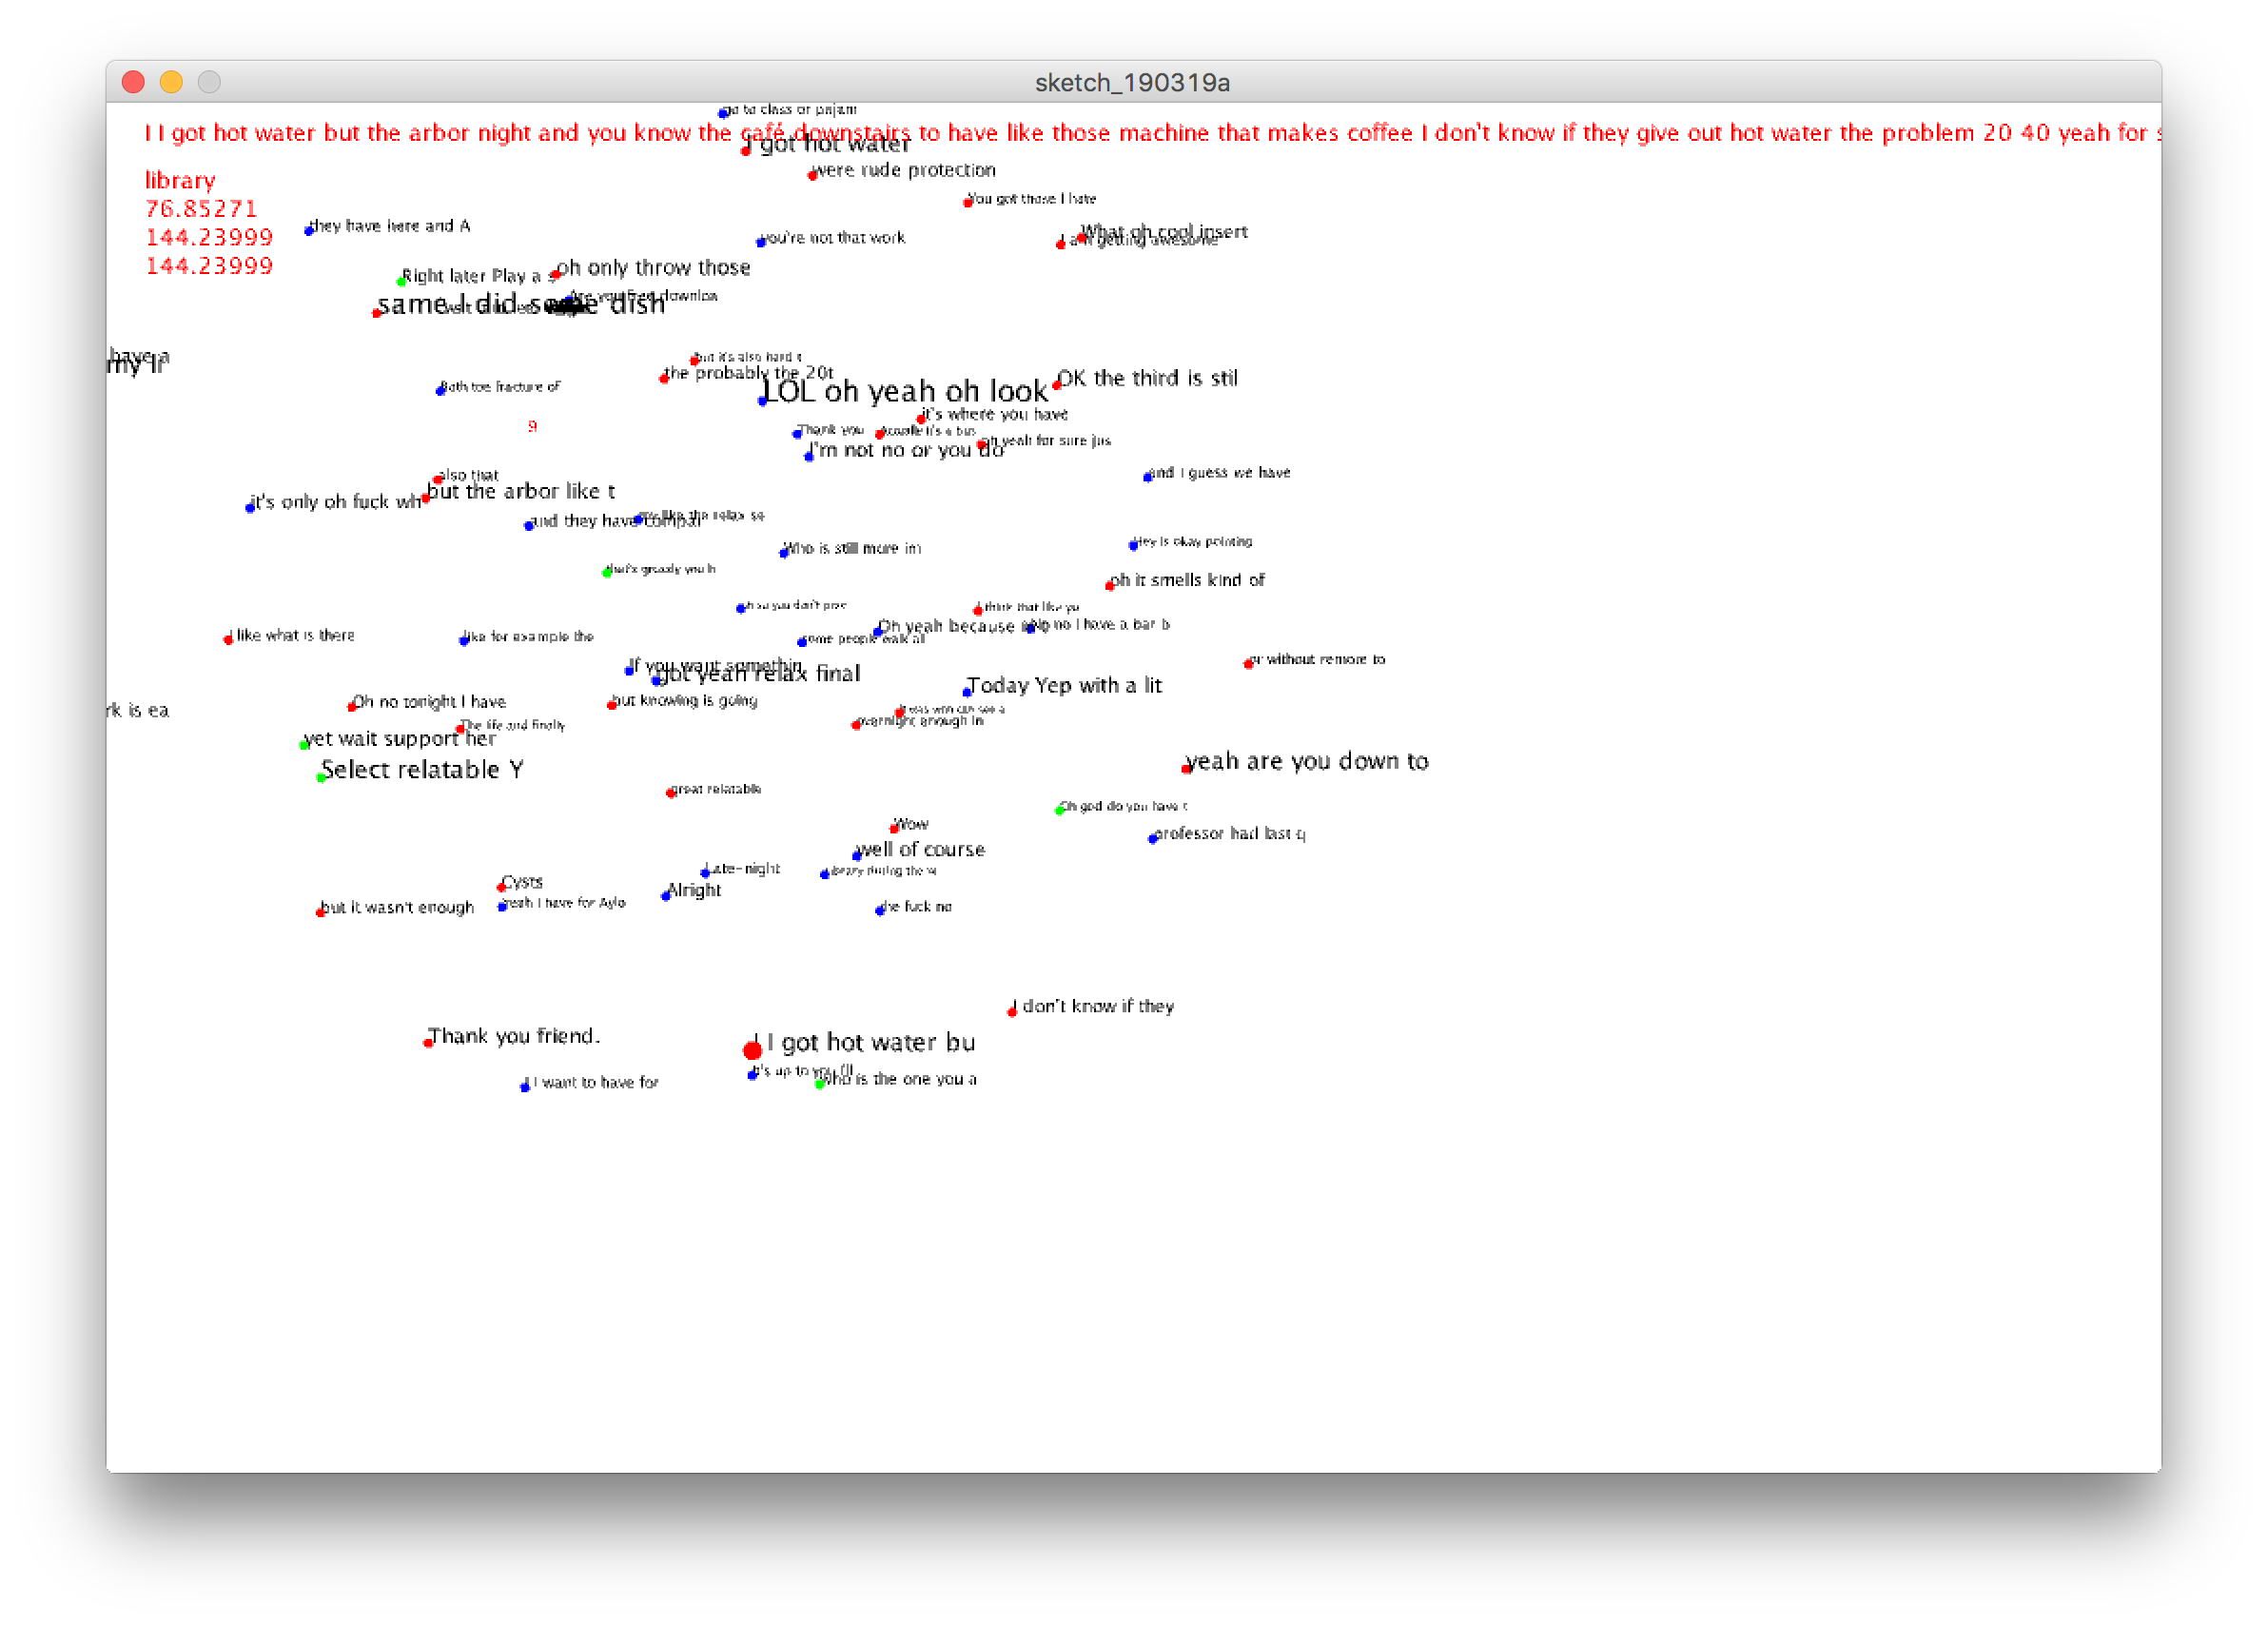 sketch_190319a
go to class or pajam
I I got hot water but the arbor night and you know the café downstairs to have like those machine that makes coffee I don't know if they give out hot water the problem 20 40 yeah for s
I got hot water
were rude protection
library
You got those I hate
76.85271
they have here and A
What oh cool insert
144.23999
you're not that work
I am getting awesome
144.23999
oh only throw those
Right later Play a s
Are you free downloa
same I did some dish
have a
my lr
but it's also hard t
the probably the 20t
OK the third is stil
Both toe fracture of
LOL oh yeah oh look
it's where you have
9
Thank you
Actually it's a bus
oh yeah for sure jus
I'm not no or you do
also that
and I guess we have
but the arbor like t
it's only oh fuck wh
and they have compar
like the relax se
Hey is okay pointing
Who is still more im
that's grossly you h
oh it smells kind of
oh so you don't prac
I think that like yo
Oh yeah because
No no I have a bar b
I like what is there
like for example the
some people walk all
or without remore to
If you want somethin
got yeah relax final
Today Yep with a lit
Oh no tonight I have
but knowing is going
rk is ea
It was who can see a
overnight enough in
The life and finally
yet wait support her
yeah are you down to
Select relatable Y
great relatable
Oh god do you have t
Wow
professor had last q
well of course
Late-night
Library during the w
Cysts
Alright
but it wasn't enough
Yeah I have for Aylo
the fuck no
I don't know if they
Thank you friend.
I I got hot water bu
It's up to you I'll
who is the one you a
I I want to have for